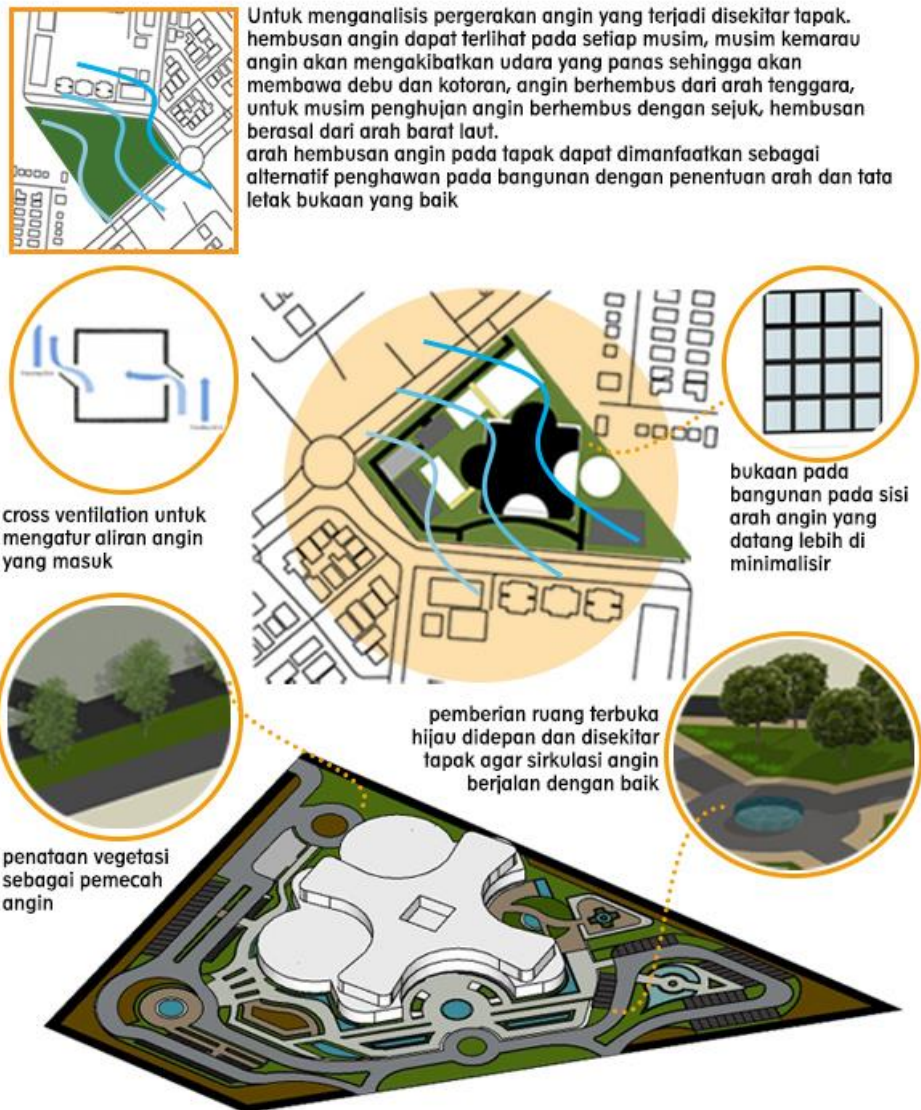 Untuk menganalisis pergerakan angin yang terjadi disekitar tapak.
hembusan angin dapat terlihat pada setiap musim, musim kemarau
angin akan mengakibatkan udara yang panas sehingga akan
membawa debu dan kotoran, angin berhembus dari arah tenggara,
untuk musim penghujan angin berhembus dengan sejuk, hembusan
berasal dari arah barat laut.
arah hembusan angin pada tapak dapat dimanfaatkan sebagai
alternatif penghawan pada bangunan dengan penentuan arah dan tata
letak bukaan yang baik
cross ventilation untuk
mengatur aliran angin
yang masuk
bukaan pada
bangunan pada sisi
arah angin yang
datang lebih di
minimalisir
pemberian ruang terbuka
hijau didepan dan disekitar
tapak agar sirkulasi angin
berjalan dengan baik
penataan vegetasi
sebagai pemecah
angin